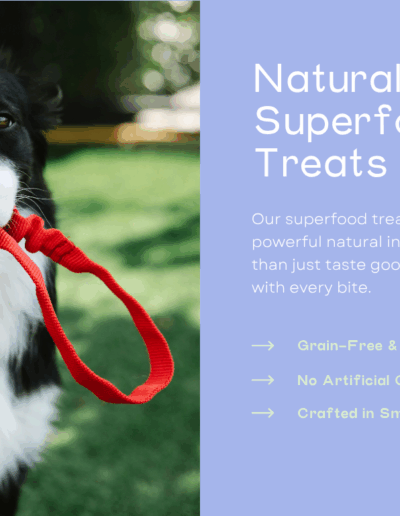 Natural
Superfo
Treats
Our superfood trea
powerful natural in
than just taste goo
with every bite.
Grain-Free &
No Artificial
Crafted in Sm